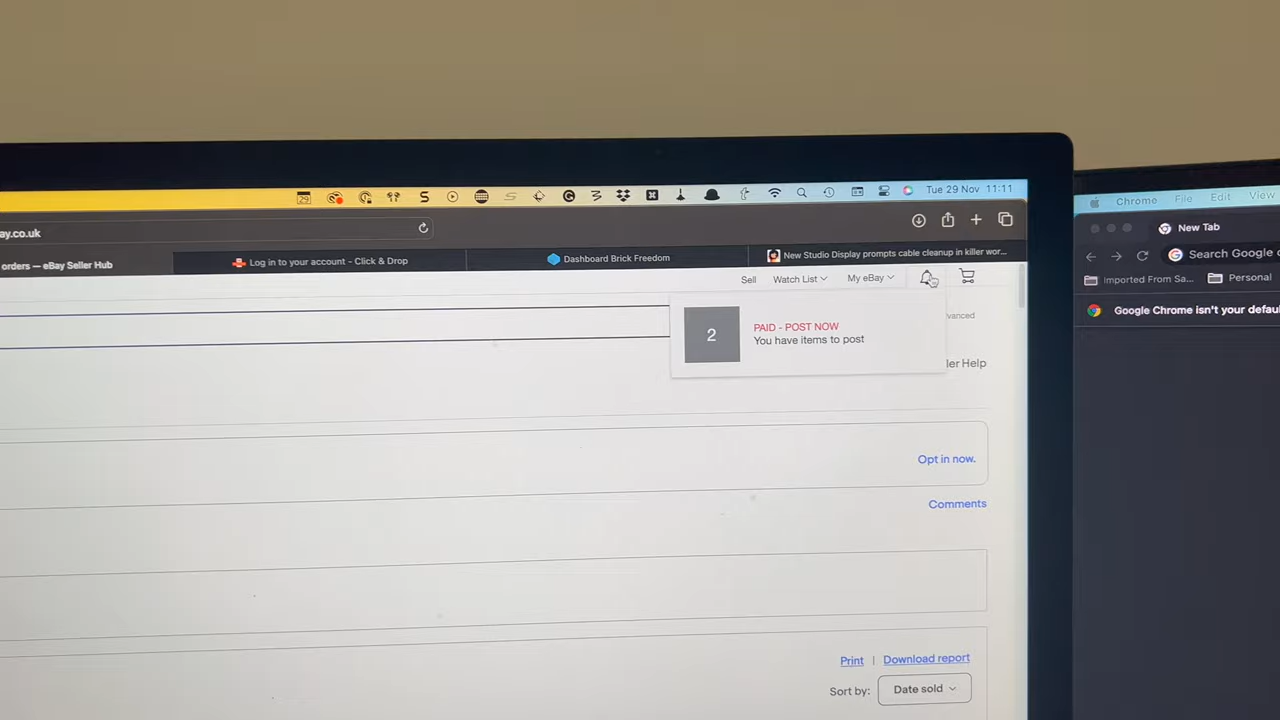 29
Tue 29 Nov 11:11
Chrome File Edit View
ay.co.uk
New Tab
orders — eBay Seller Hub
Log in to your account - Click & Drop
Dashboard Brick Freedom
New Studio Display prompts cable cleanup in killer wor...
Search Google
Sell Watch List My eBay
Imported From Sa... Personal
PAID - POST NOW
2
You have items to post
vanced
Google Chrome isn't your defau
ler Help
Opt in now.
Comments
Print | Download report
Sort by: Date sold